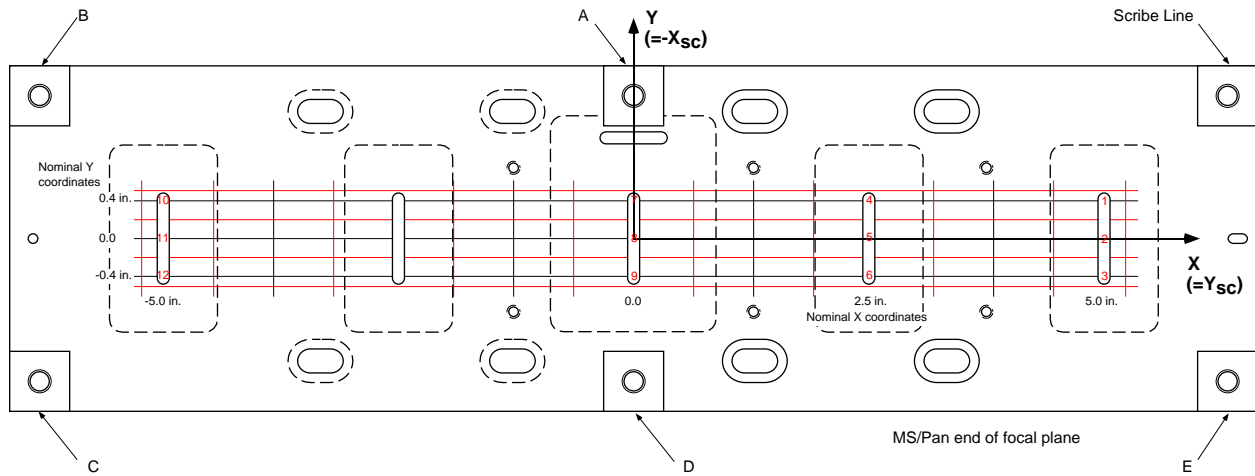 B
A
Y
(=-Xsc)
Scribe Line
Nominal Y
coordinates
0.4 in.
10
7
4
1
0.0
11
8
5
2
-0.4 in.
12
9
6
3
X
(=Ysc)
-5.0 in.
0.0
2.5 in.
5.0 in.
Nominal X coordinates
MS/Pan end of focal plane
C
D
E